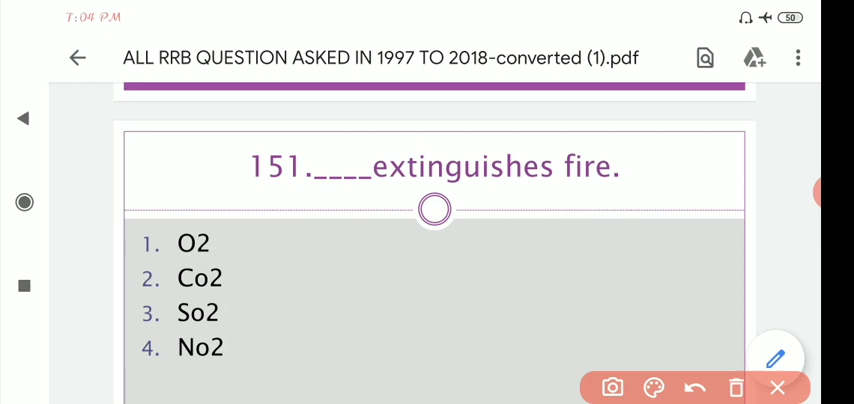 7:04 PM
50
ALL RRB QUESTION ASKED IN 1997 TO 2018-converted (1).pdf
151.____extinguishes fire.
1. O2
2. Co2
3. So2
4. No2